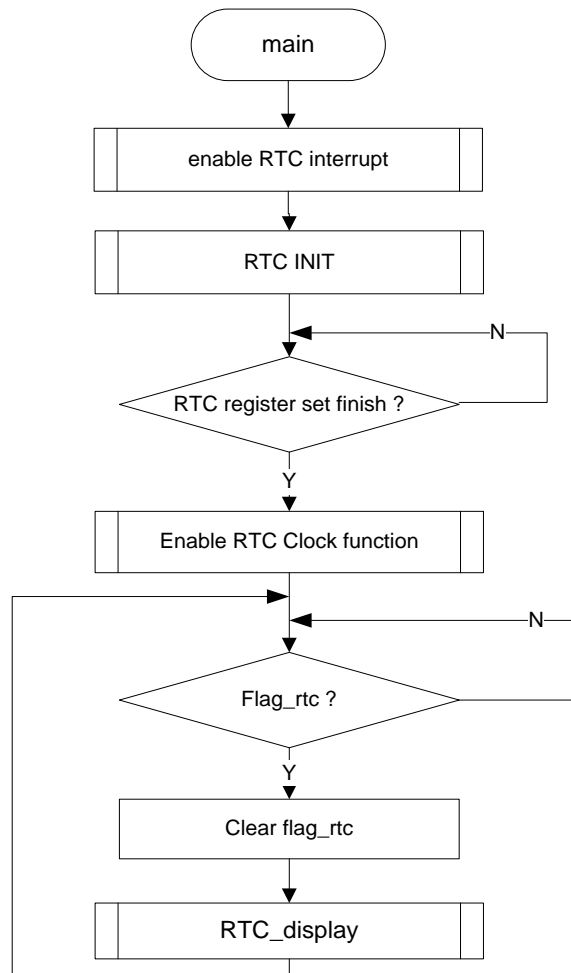 main
enable RTC interrupt
RTC INIT
N
RTC register set finish ?
Y
Enable RTC Clock function
N
Flag_rtc ?
Y
Clear flag_rtc
RTC_display